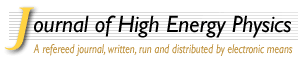 Journal of High Energy Physics
A refereed journal, written, run and distributed by electronic means